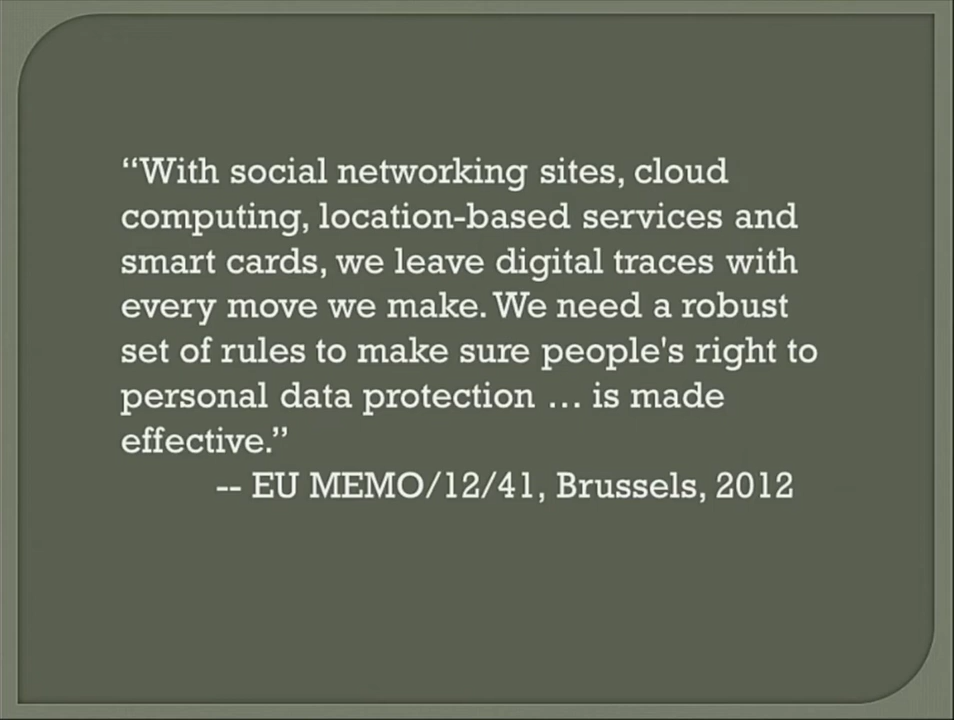 “With social networking sites, cloud
computing, location-based services and
smart cards, we leave digital traces with
every move we make. We need a robust
set of rules to make sure people's right to
personal data protection … is made
effective.”
-- EU MEMO/12/41, Brussels, 2012